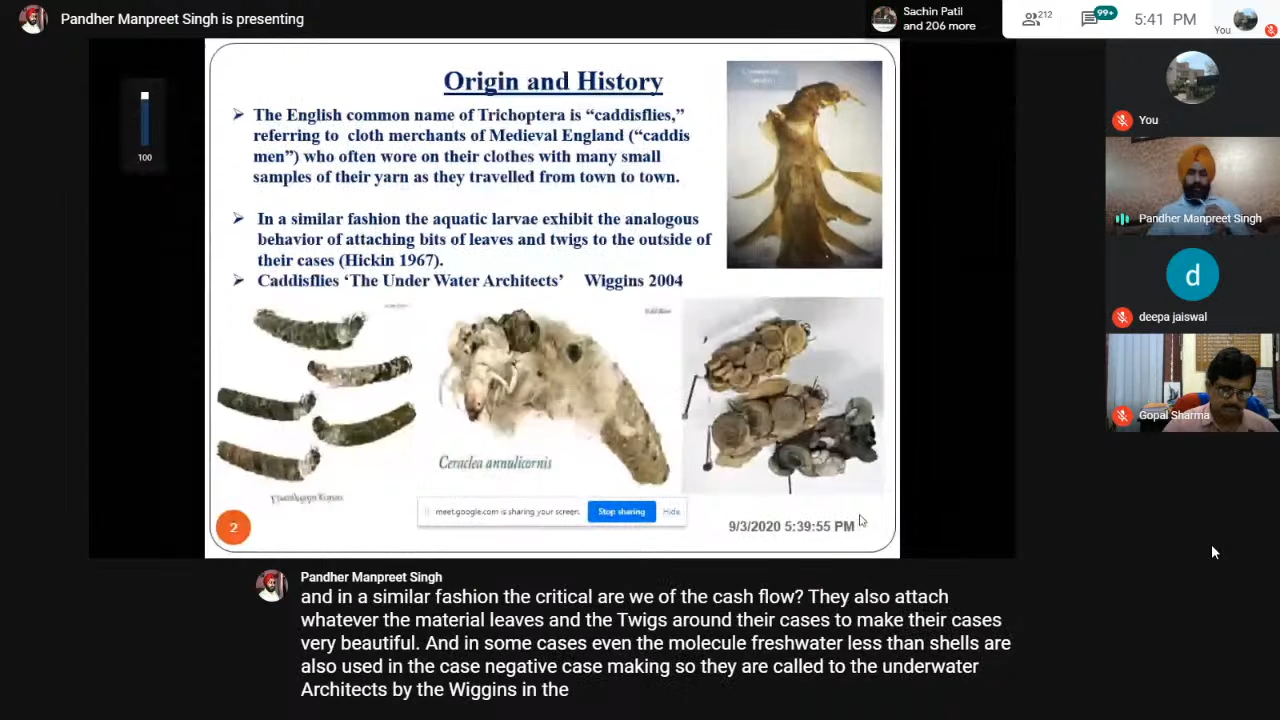 Pandher Manpreet Singh is presenting
Sachin Patil
and 206 more
212
99+
5:41 PM
You
100
Origin and History
➢ The English common name of Trichoptera is “caddisflies,”
referring to cloth merchants of Medieval England (“caddis
men”) who often wore on their clothes with many small
samples of their yarn as they travelled from town to town.
➢ In a similar fashion the aquatic larvae exhibit the analogous
behavior of attaching bits of leaves and twigs to the outside of
their cases (Hickin 1967).
➢ Caddisflies ‘The Under Water Architects’ Wiggins 2004
Ceraclea annulicornis
meet.google.com is sharing your screen.
Stop sharing
Hide
2
9/3/2020 5:39:55 PM
You
Pandher Manpreet Singh
d
deepa jaiswal
Gopal Sharma
Pandher Manpreet Singh
and in a similar fashion the critical are we of the cash flow? They also attach
whatever the material leaves and the Twigs around their cases to make their cases
very beautiful. And in some cases even the molecule freshwater less than shells are
also used in the case negative case making so they are called to the underwater
Architects by the Wiggins in the